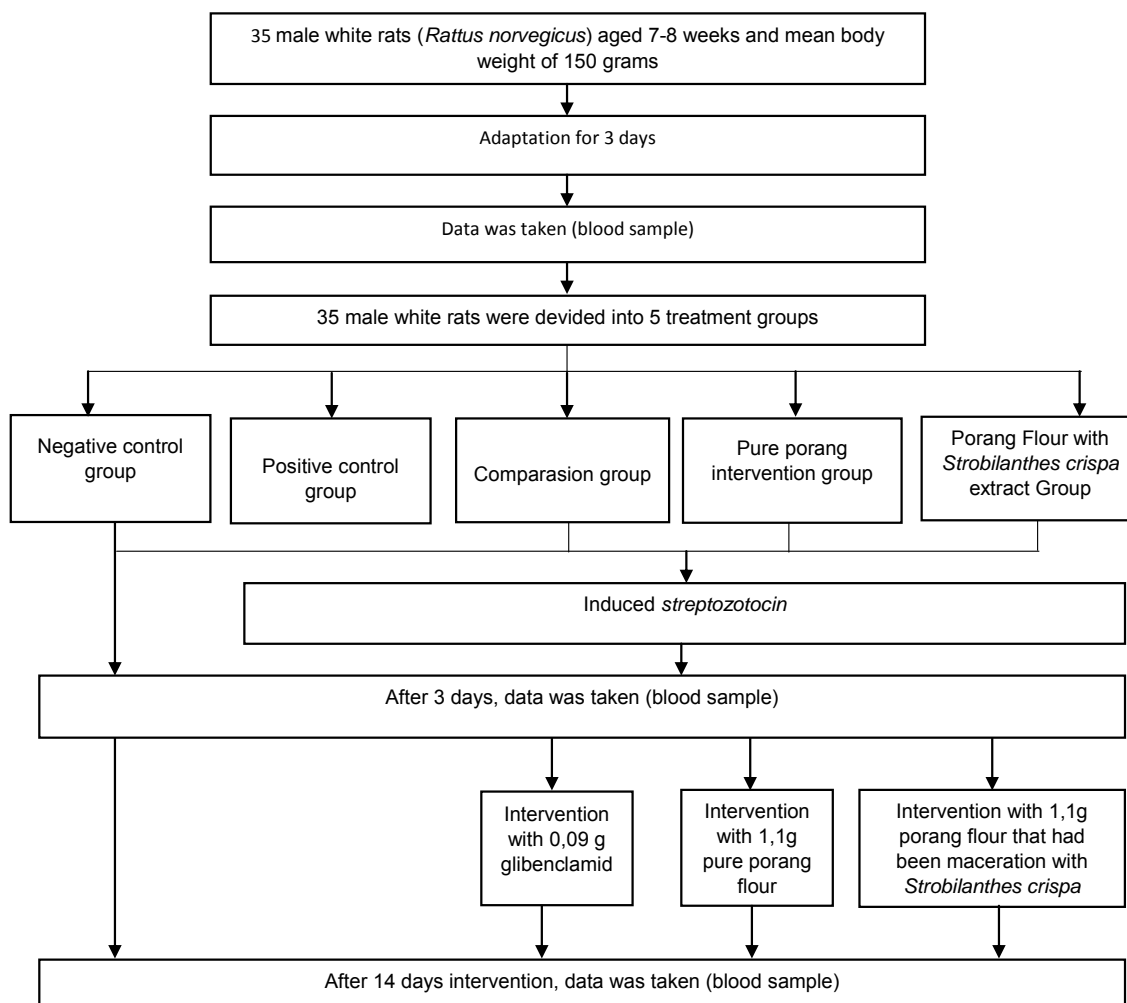 35 male white rats (Rattus norvegicus) aged 7-8 weeks and mean body
weight of 150 grams
Adaptation for 3 days
Data was taken (blood sample)
35 male white rats were devided into 5 treatment groups
Negative control
group
Positive control
group
Comparasion group
Pure porang
intervention group
Porang Flour with
Strobilanthes crispa
extract Group
Induced streptozotocin
After 3 days, data was taken (blood sample)
Intervention
with 0,09 g
glibenclamid
Intervention
with 1,1g
pure porang
flour
Intervention with 1,1g
porang flour that had
been maceration with
Strobilanthes crispa
After 14 days intervention, data was taken (blood sample)